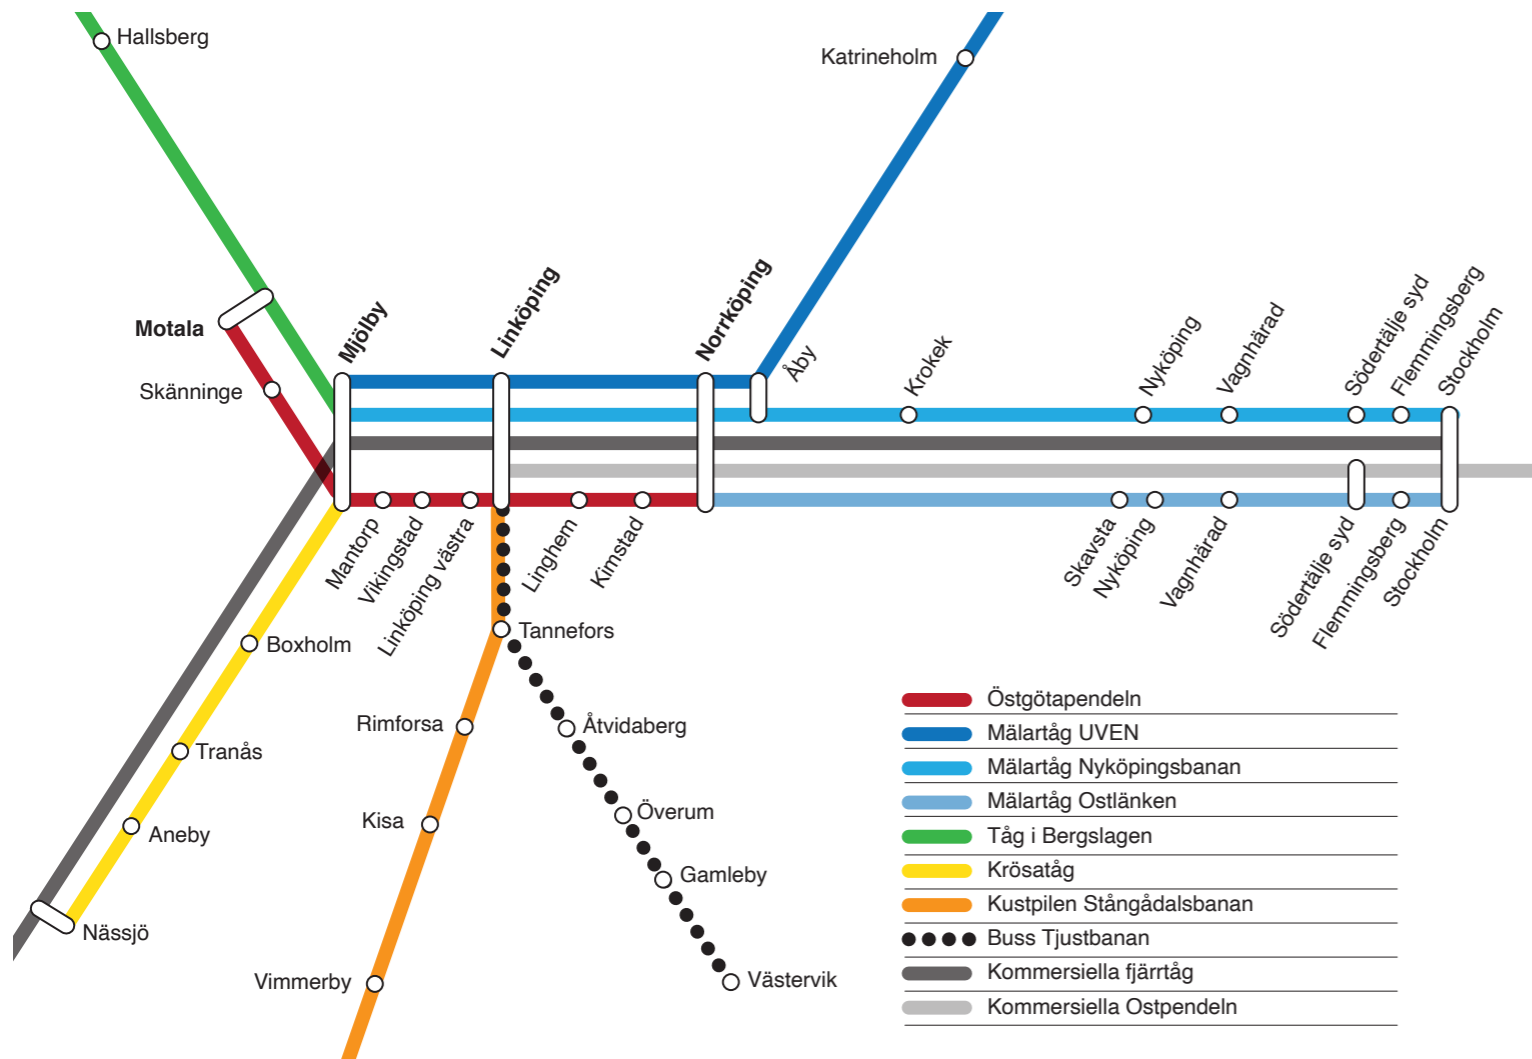 Hallsberg
Katrineholm
Motala
Skänninge
Mjölby
Linköping
Norrköping
Åby
Krokek
Nyköping
Vagnhärad
Södertälje syd
Flemmingsberg
Stockholm
Mantorp
Vikingstad
Linköping västra
Linghem
Kimstad
Skavsta
Nyköping
Vagnhärad
Södertälje syd
Flemmingsberg
Stockholm
Boxholm
Tranås
Aneby
Nässjö
Tannefors
Rimforsa
Kisa
Vimmerby
Åtvidaberg
Överum
Gamleby
Västervik
Östgötapendeln
Mälartåg UVEN
Mälartåg Nyköpingsbanan
Mälartåg Ostlänken
Tåg i Bergslagen
Krösatåg
Kustpilen Stångådalsbanan
Buss Tjustbanan
Kommersiella fjärrtåg
Kommersiella Ostpendeln